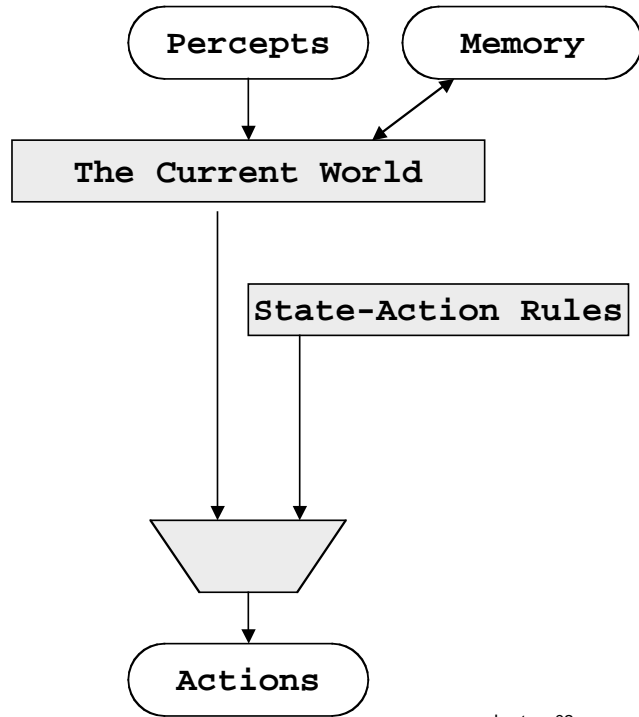 Percepts
Memory
The Current World
State-Action Rules
Actions